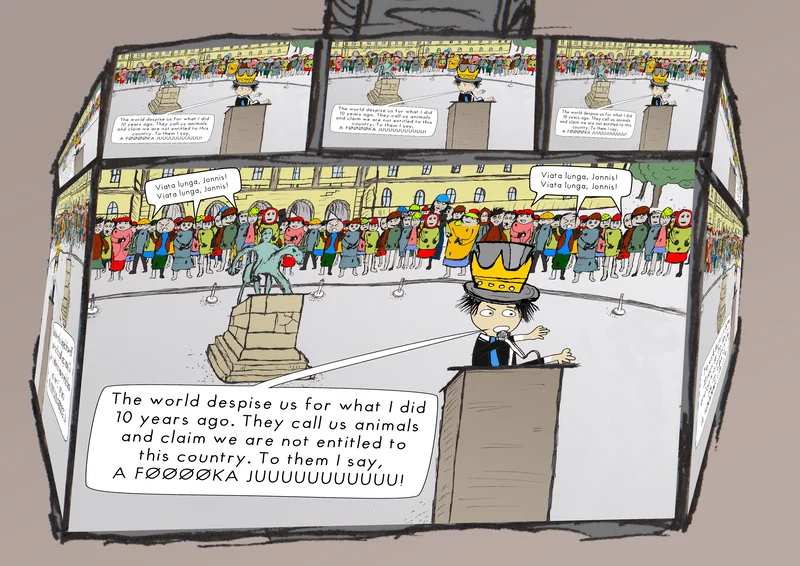 The world despise us for what I did
10 years ago. They call us animals
and claim we are not entitled to this
country. To them I say,
A FØØØØKA JUUUUUUUUUUU!
The world despise us for what I did
10 years ago. They call us animals
and claim we are not entitled to this
country. To them I say,
A FØØØØKA JUUUUUUUUUUU!
The world despise us for what I did
10 years ago. They call us animals
and claim we are not entitled to this
country. To them I say,
A FØØØØKA JUUUUUUUUUUU!
Viata lunga, Jonnis!
Viata lunga, Jonnis!
Viata lunga, Jonnis!
Viata lunga, Jonnis!
The world despise us for what I did
10 years ago. They call us animals
and claim we are not entitled to
this country. To them I say,
A FØØØØKA JUUUUUUUUUUU!